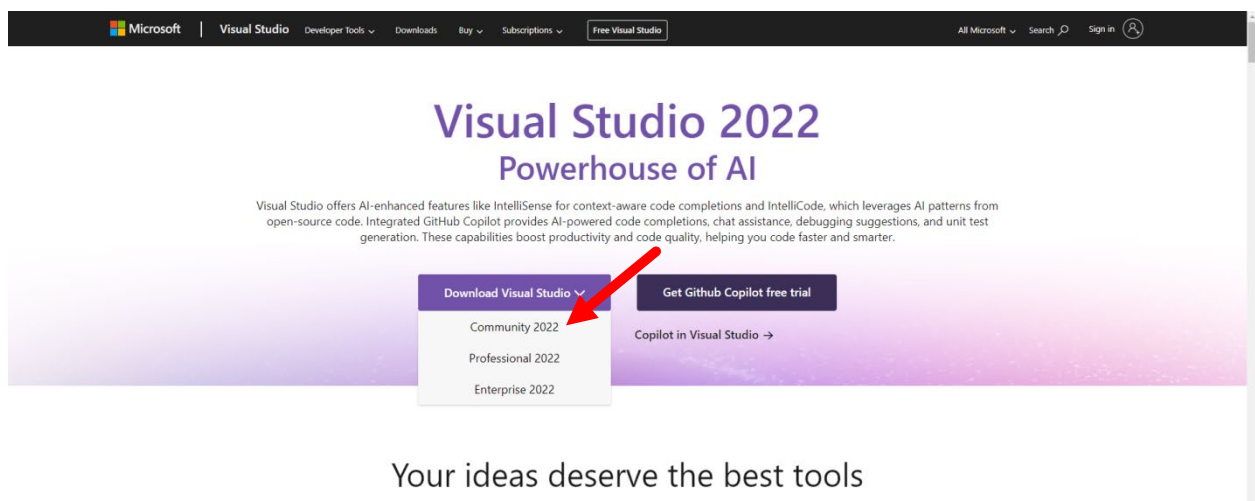 Microsoft Visual Studio Developer Tools Downloads Buy Subscriptions Free Visual Studio All Microsoft Search Sign in
Visual Studio 2022
Powerhouse of AI
Visual Studio offers AI-enhanced features like IntelliSense for context-aware code completions and IntelliCode, which leverages AI patterns from
open-source code. Integrated GitHub Copilot provides AI-powered code completions, chat assistance, debugging suggestions, and unit test
generation. These capabilities boost productivity and code quality, helping you code faster and smarter.
Download Visual Studio
Get Github Copilot free trial
Community 2022
Copilot in Visual Studio →
Professional 2022
Enterprise 2022
Your ideas deserve the best tools